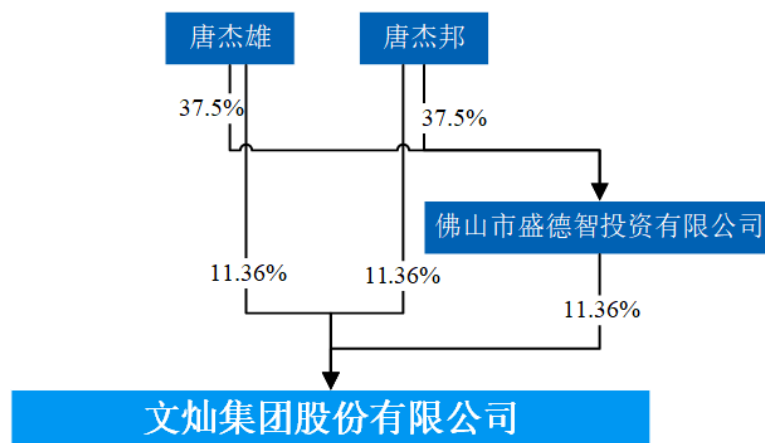 唐杰雄
唐杰邦
37.5%
37.5%
佛山市盛德智投资有限公司
11.36%
11.36%
11.36%
文灿集团股份有限公司